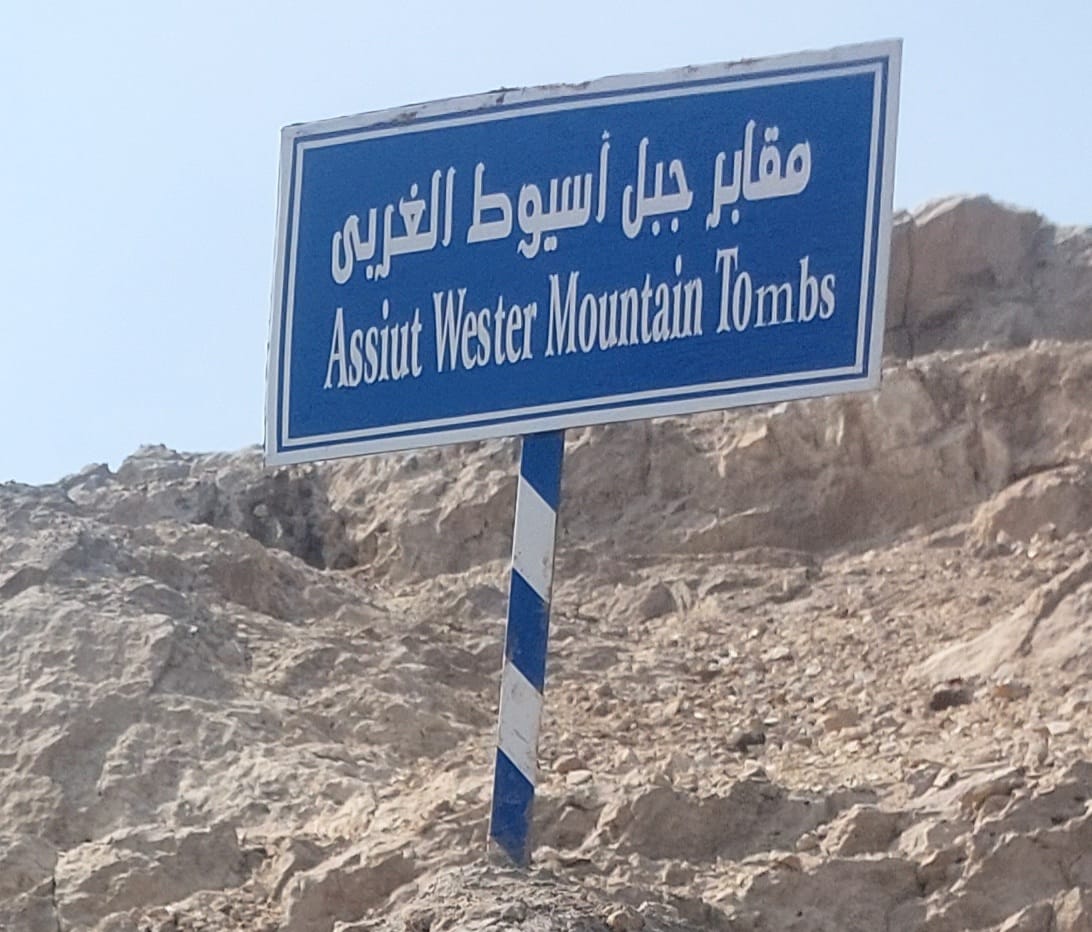 مقابر جبل أسيوط الغربى
Assiut Wester Mountain Tombs